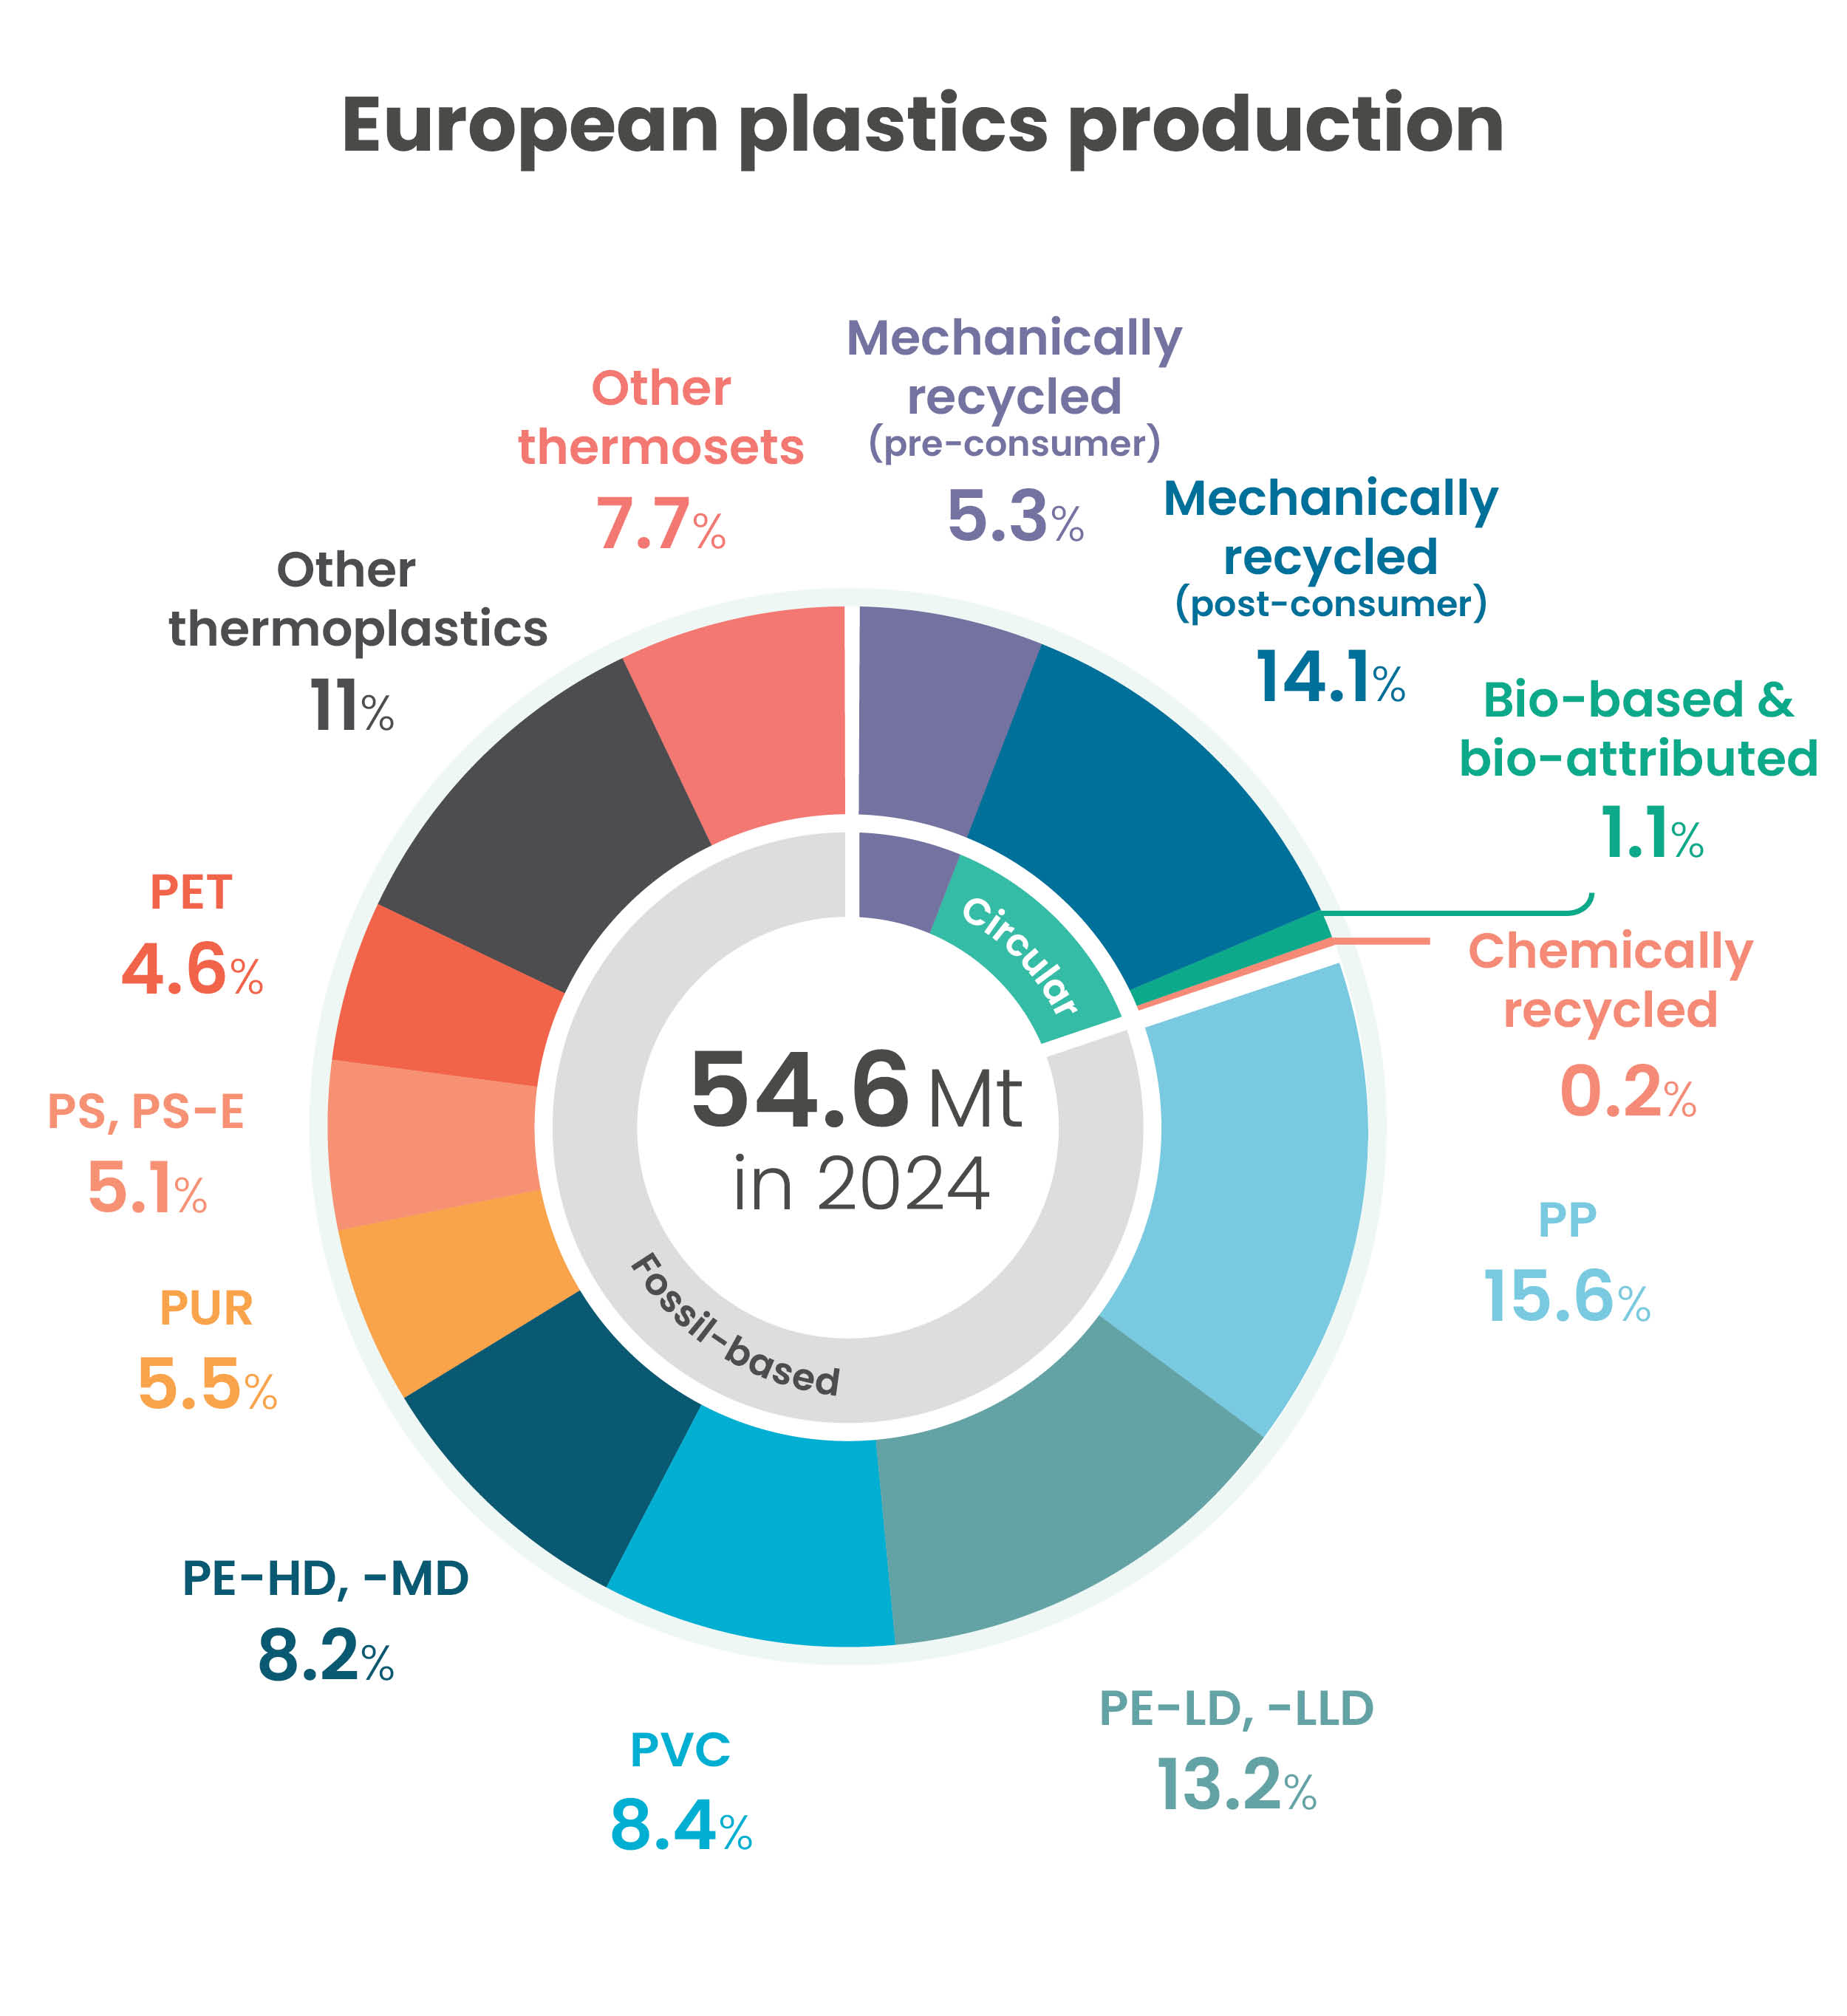 European plastics production
Mechanically
recycled
(pre-consumer)
5.3%
Mechanically
recycled
(post-consumer)
14.1%
Bio-based &
bio-attributed
1.1%
Chemically
recycled
0.2%
PP
15.6%
PE-LD, -LLD
13.2%
PVC
8.4%
PE-HD, -MD
8.2%
PUR
5.5%
PS, PS-E
5.1%
PET
4.6%
Other
thermoplastics
11%
Other
thermosets
7.7%
Circular
54.6 Mt
in 2024
Fossil-based